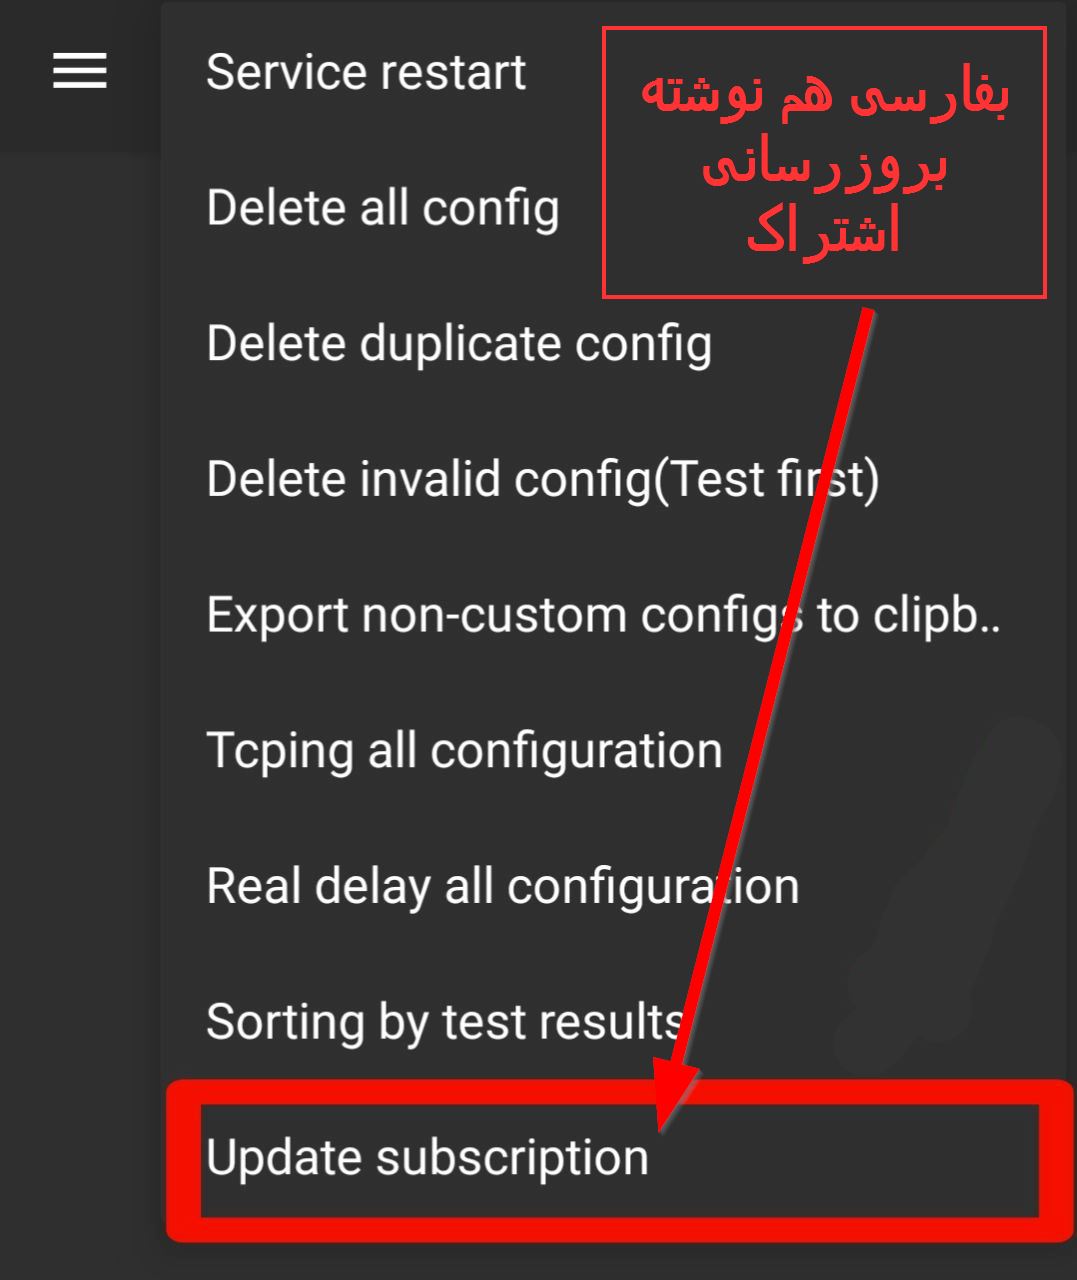 Service restart
بفارسی هم نوشته
بروزرسانی
اشتراک
Delete all config
Delete duplicate config
Delete invalid config(Test first)
Export non-custom configs to clipb..
Tcping all configuration
Real delay all configuration
Sorting by test results
Update subscription